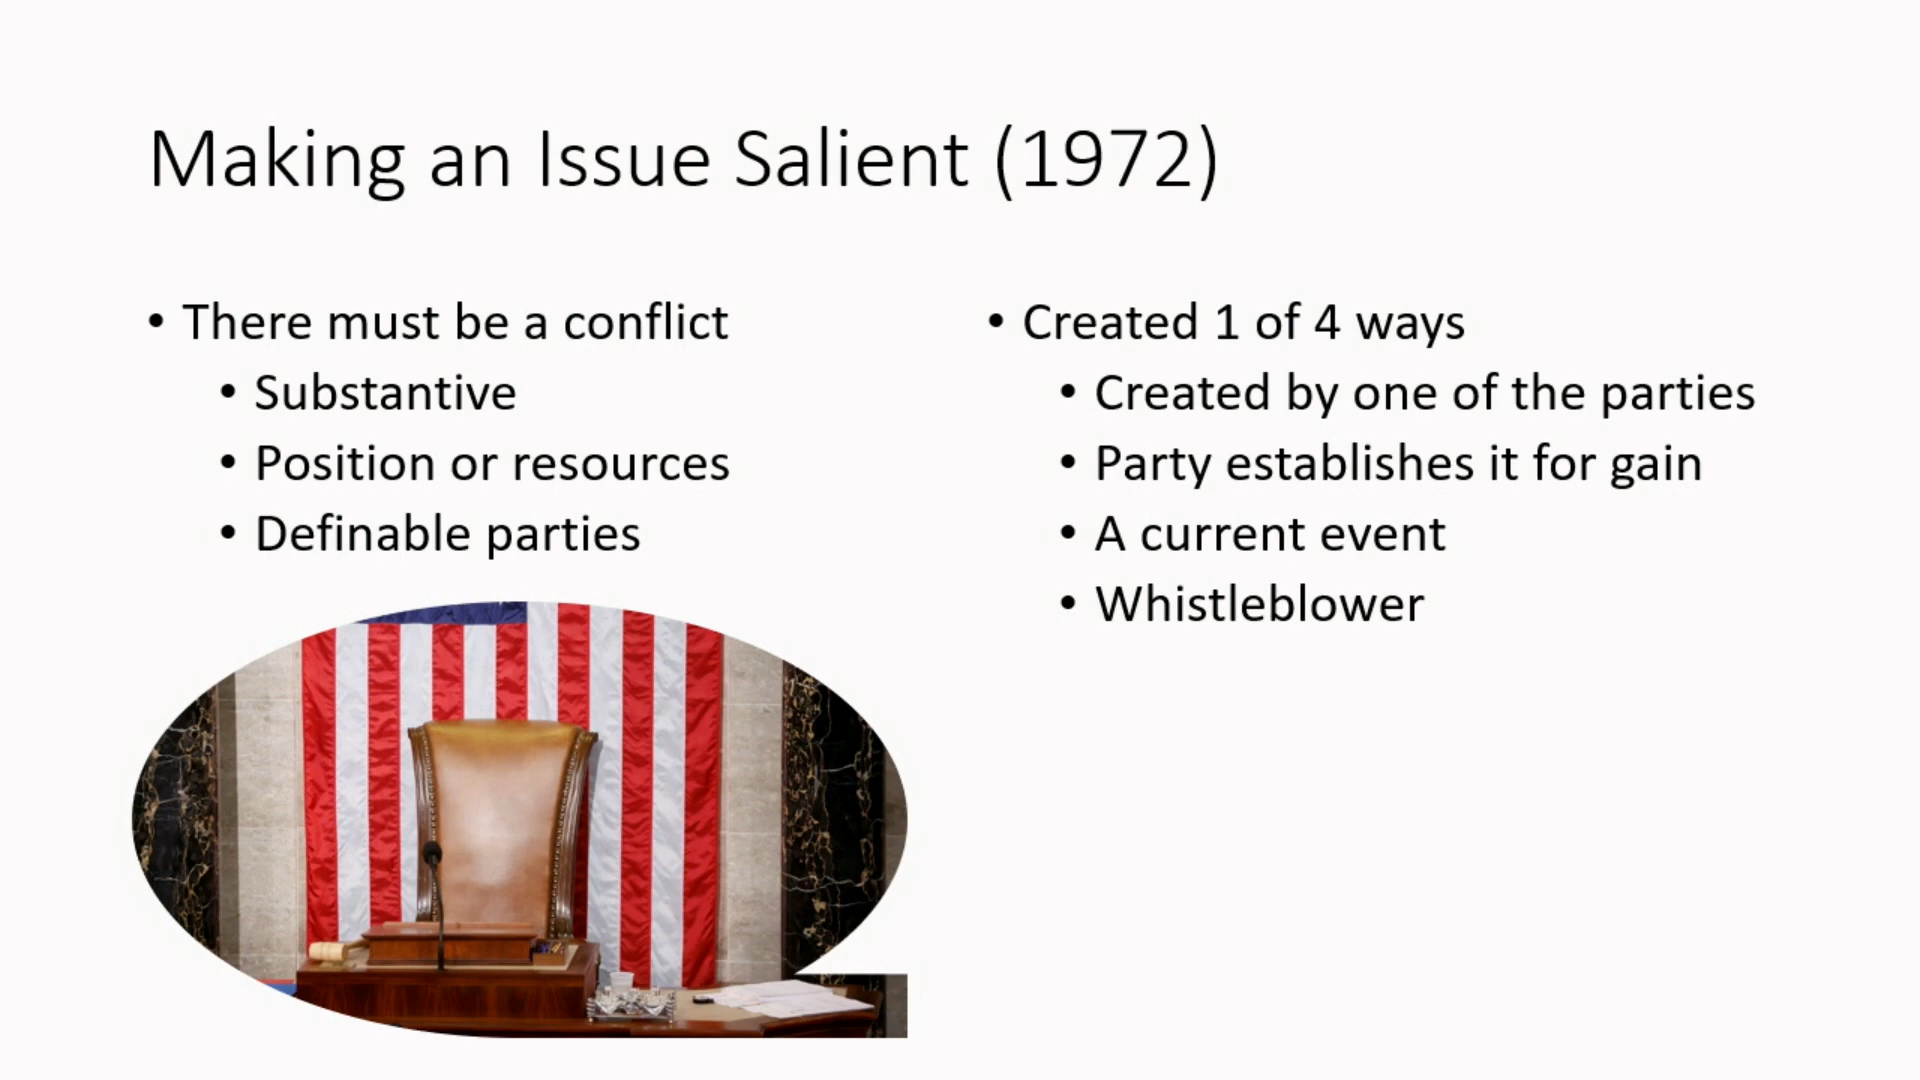 Making an Issue Salient (1972)
• There must be a conflict
• Substantive
• Position or resources
• Definable parties
• Created 1 of 4 ways
• Created by one of the parties
• Party establishes it for gain
• A current event
• Whistleblower